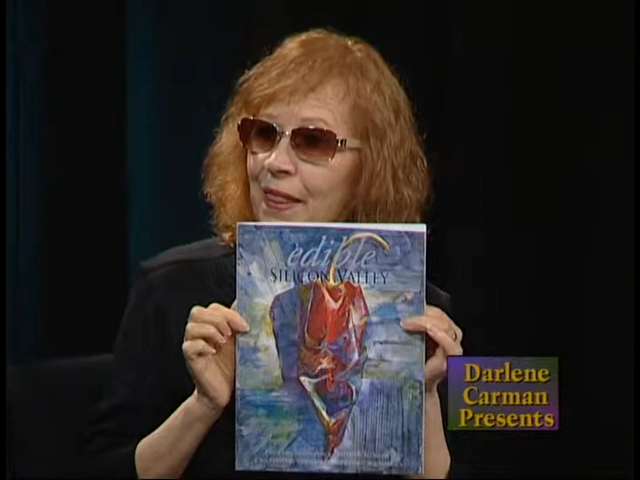 edible
SILICON VALLEY
Darlene
Carman
Presents